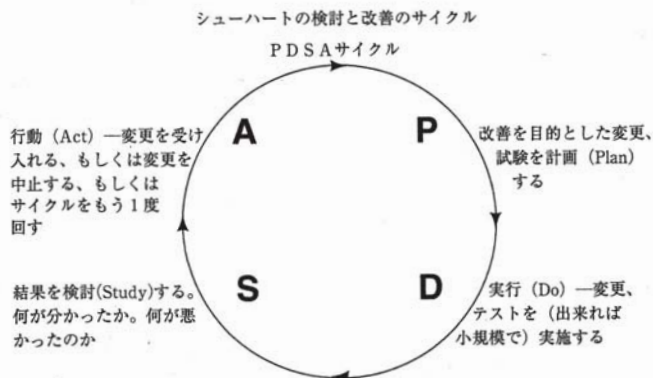 シューハートの検討と改善のサイクル
PDSAサイクル
A
P
行動（Act）―変更を受け
入れる、もしくは変更を
中止する、もしくは
サイクルをもう1度
回す
改善を目的とした変更、
試験を計画（Plan）
する
S
D
結果を検討(Study)する。
何が分かったか。何が悪
かったのか
実行（Do）―変更、
テストを（出来れば
小規模で）実施する